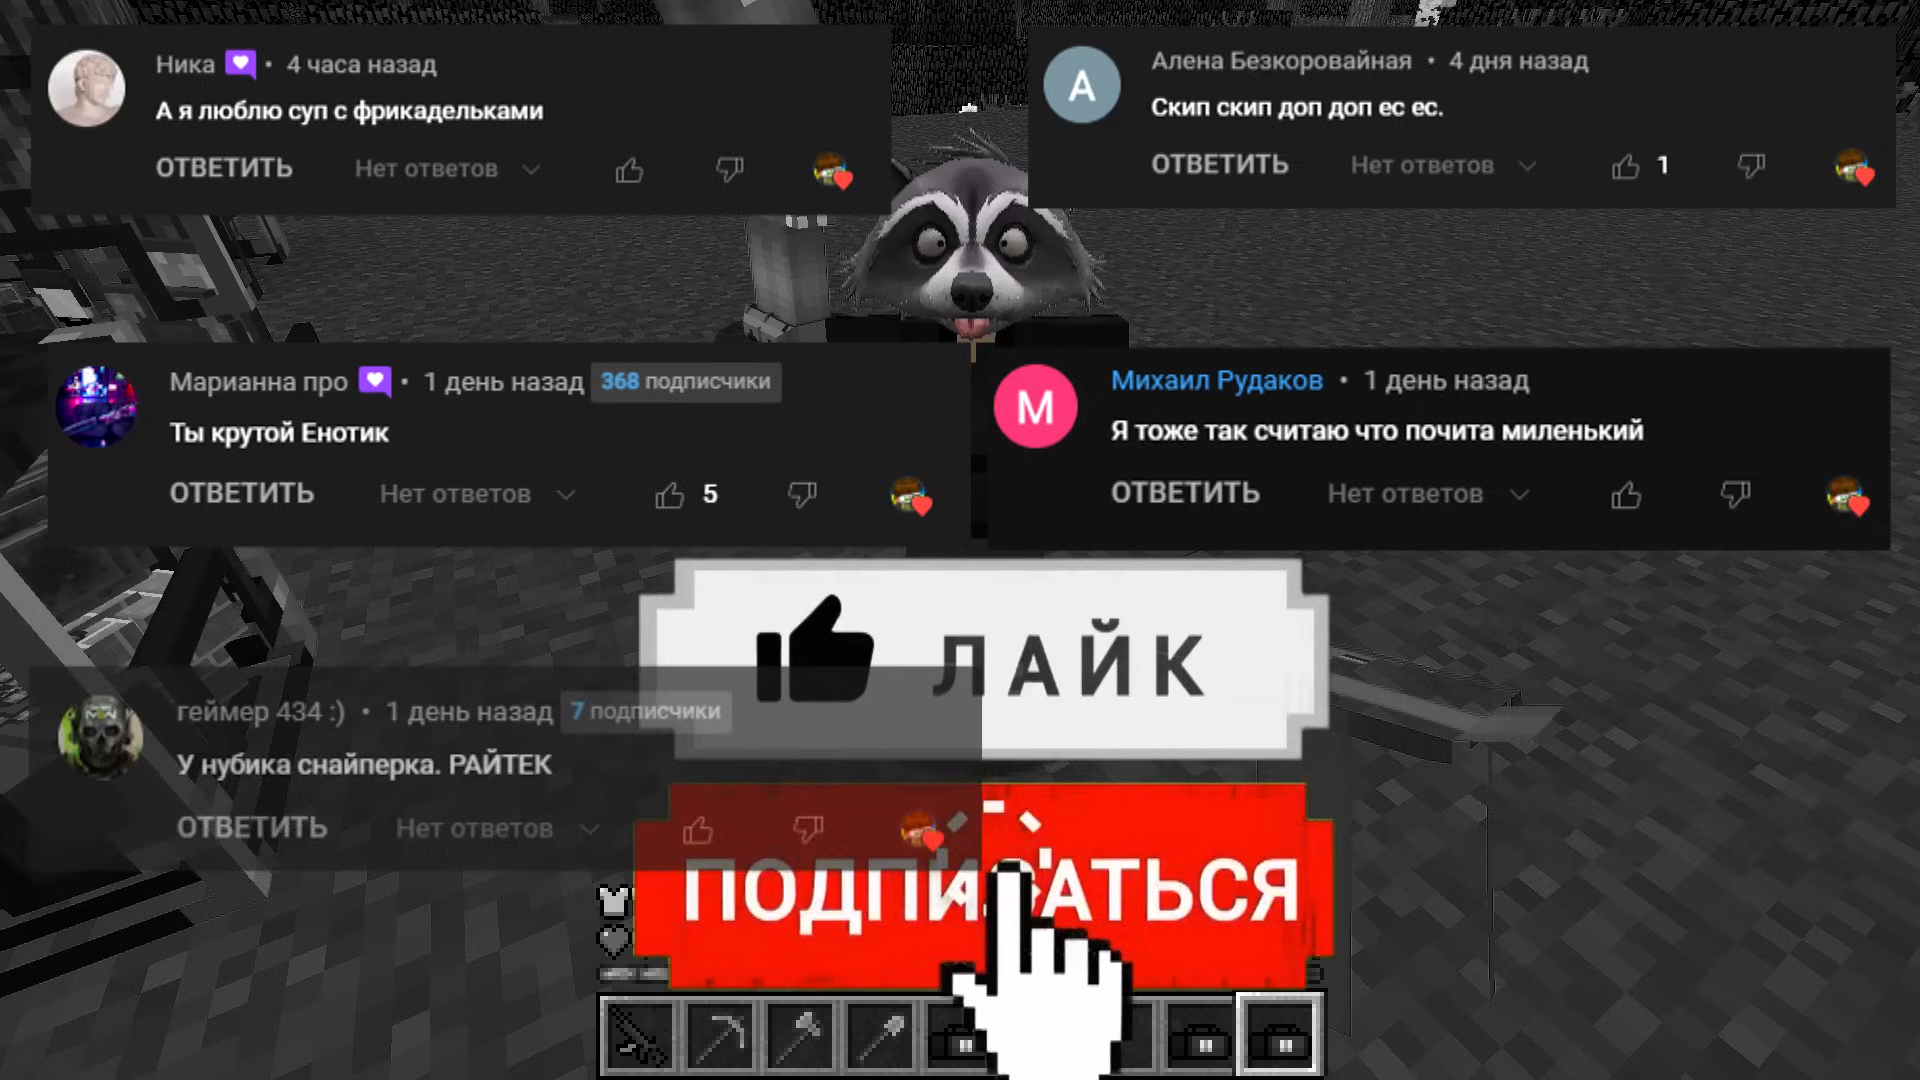 Ника • 4 часа назад
А я люблю суп с фрикадельками
ОТВЕТИТЬ Нет ответов
Алена Безкоровайная • 4 дня назад
Скип скип доп доп ес ес.
ОТВЕТИТЬ Нет ответов 1
Марианна про • 1 день назад 368 подписчики
Ты крутой Енотик
ОТВЕТИТЬ Нет ответов 5
Михаил Рудаков • 1 день назад
Я тоже так считаю что почита миленький
ОТВЕТИТЬ Нет ответов
ЛАЙК
геймер 434 :) • 1 день назад 7 подписчики
У нубика снайперка. РАЙТЕК
ОТВЕТИТЬ Нет ответов
ПОДПИСАТЬСЯ